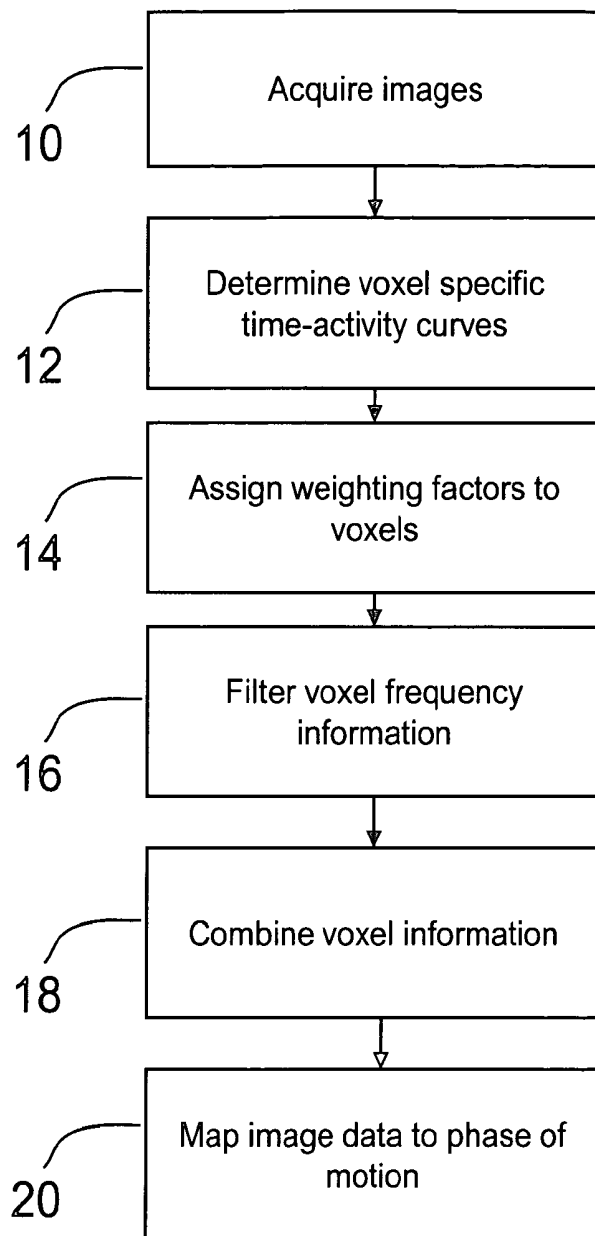 Acquire images
10
Determine voxel specific
time-activity curves
12
Assign weighting factors to
voxels
14
Filter voxel frequency
information
16
Combine voxel information
18
Map image data to phase of
motion
20